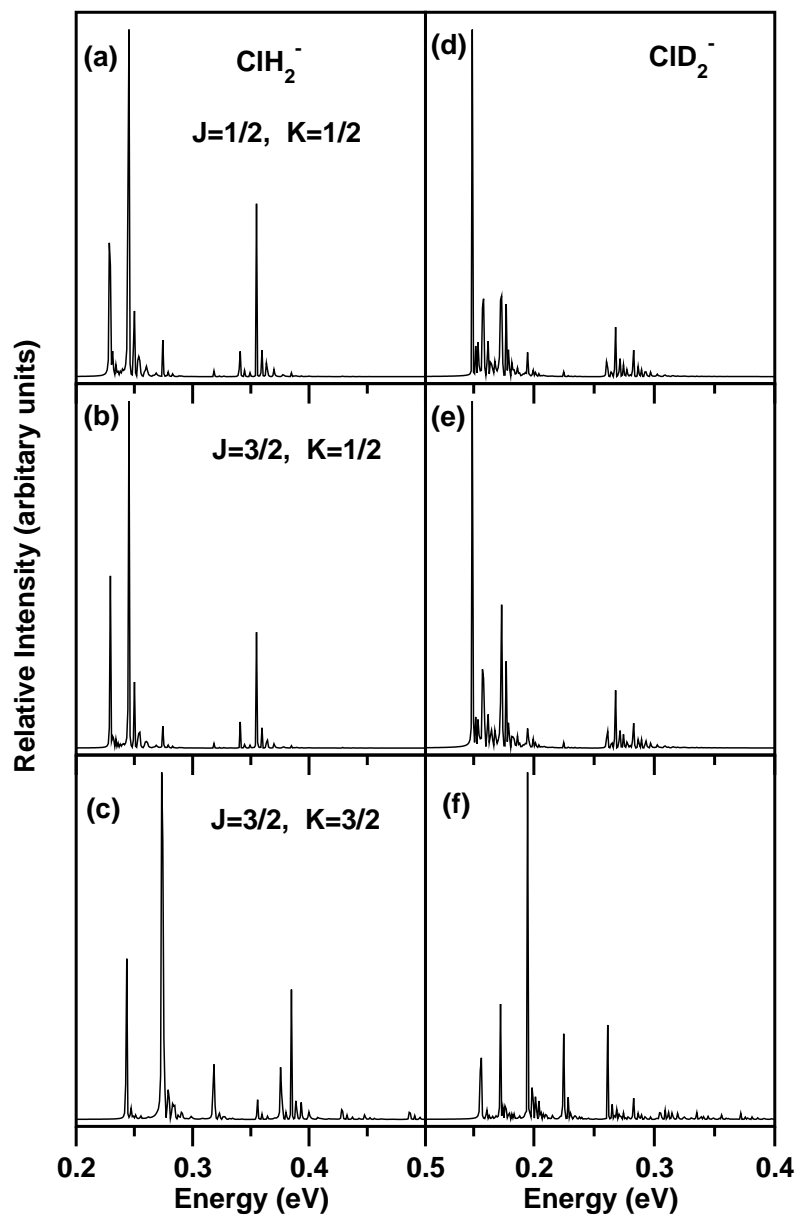 (a)
ClH2-
J=1/2, K=1/2
(d)
ClD2-
(b)
J=3/2, K=1/2
(e)
(c)
J=3/2, K=3/2
(f)
Relative Intensity (arbitary units)
0.2 0.3 0.4 0.5 0.2 0.3 0.4
Energy (eV) Energy (eV)